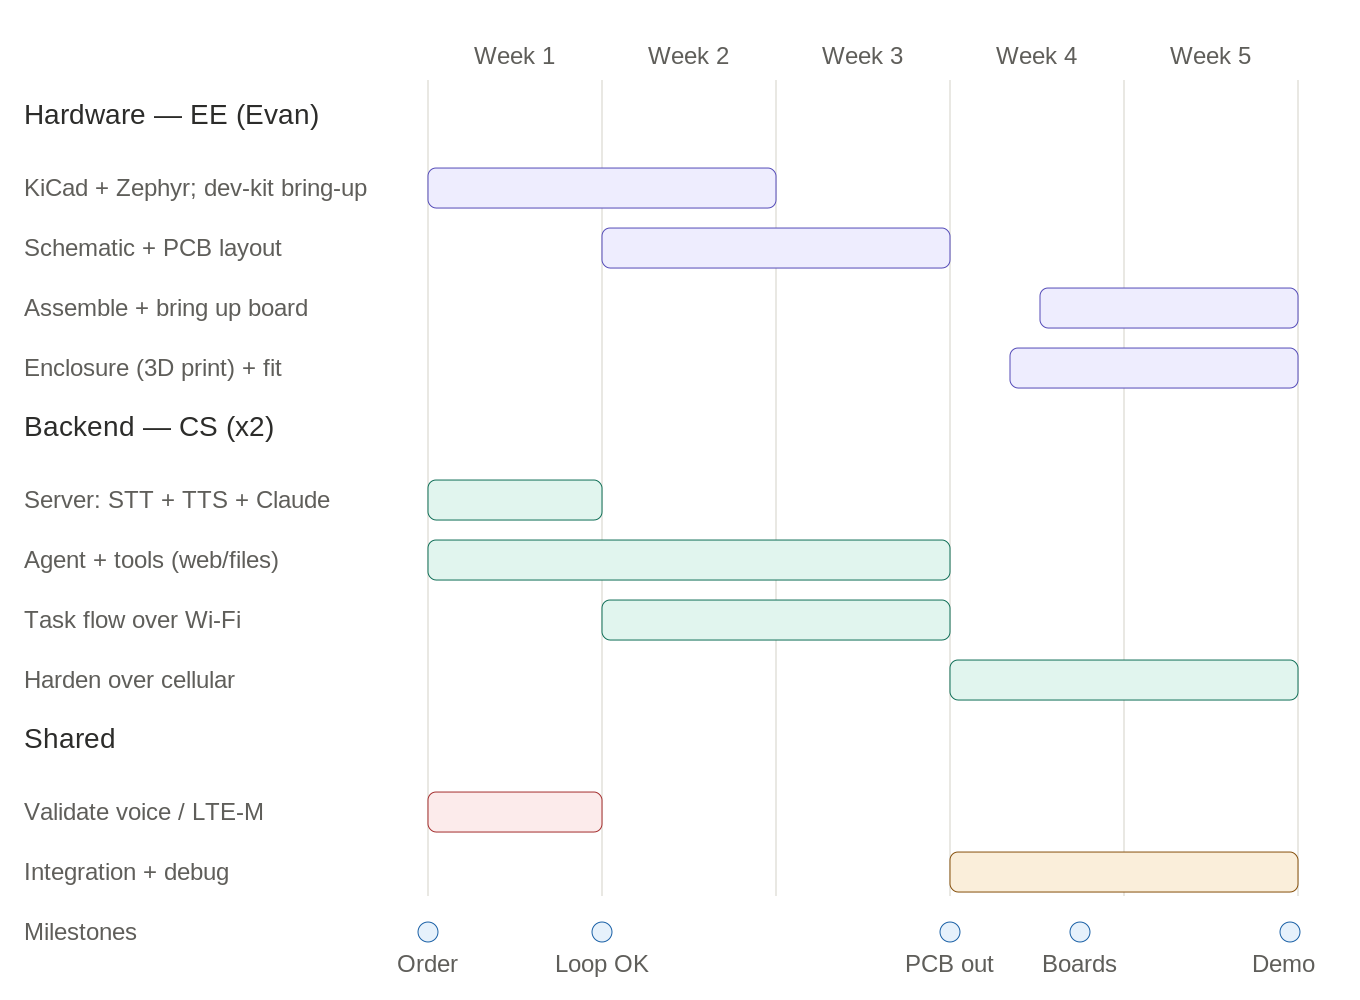 Week 1 Week 2 Week 3 Week 4 Week 5
Hardware — EE (Evan)
KiCad + Zephyr; dev-kit bring-up
Schematic + PCB layout
Assemble + bring up board
Enclosure (3D print) + fit
Backend — CS (x2)
Server: STT + TTS + Claude
Agent + tools (web/files)
Task flow over Wi-Fi
Harden over cellular
Shared
Validate voice / LTE-M
Integration + debug
Milestones
Order Loop OK PCB out Boards Demo